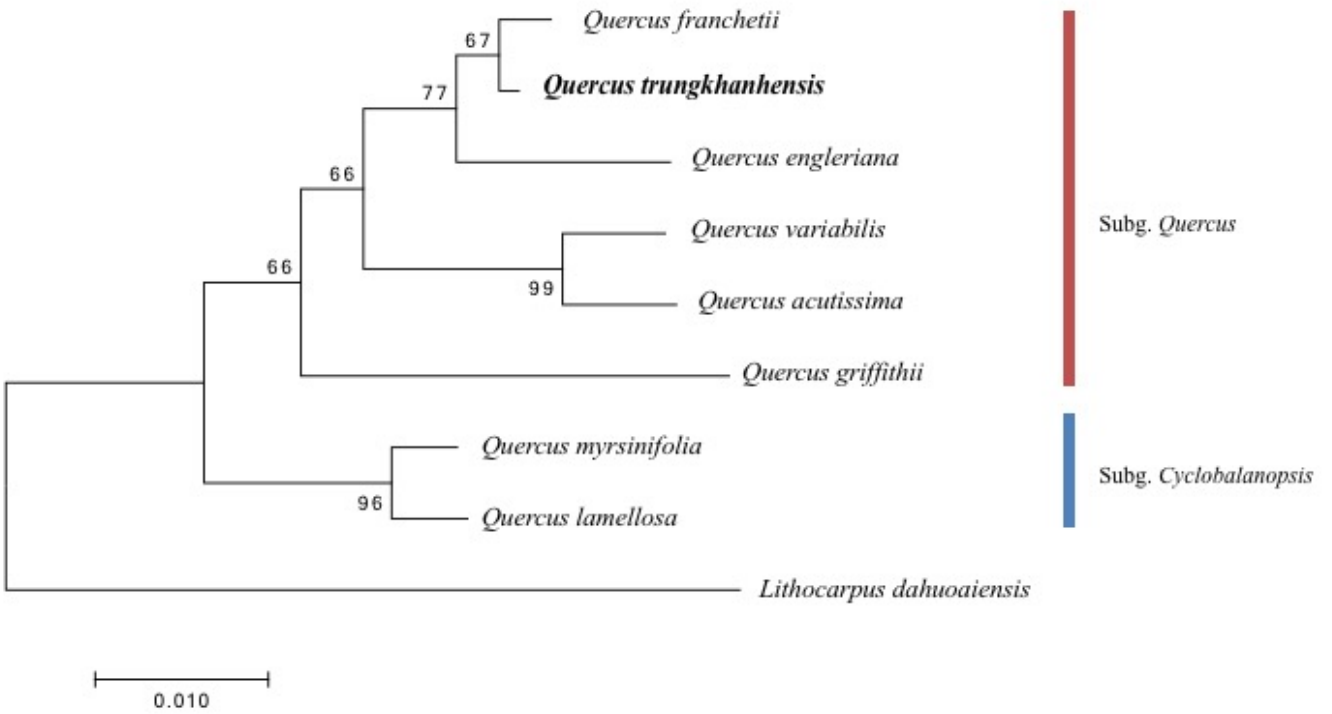 Quercus franchetii
67
Quercus trungkhanhensis
77
Quercus engleriana
66
Quercus variabilis
Subg. Quercus
66
99
Quercus acutissima
Quercus griffithii
Quercus myrsinifolia
Subg. Cyclobalanopsis
96
Quercus lamellosa
Lithocarpus dahuoaiensis
0.010